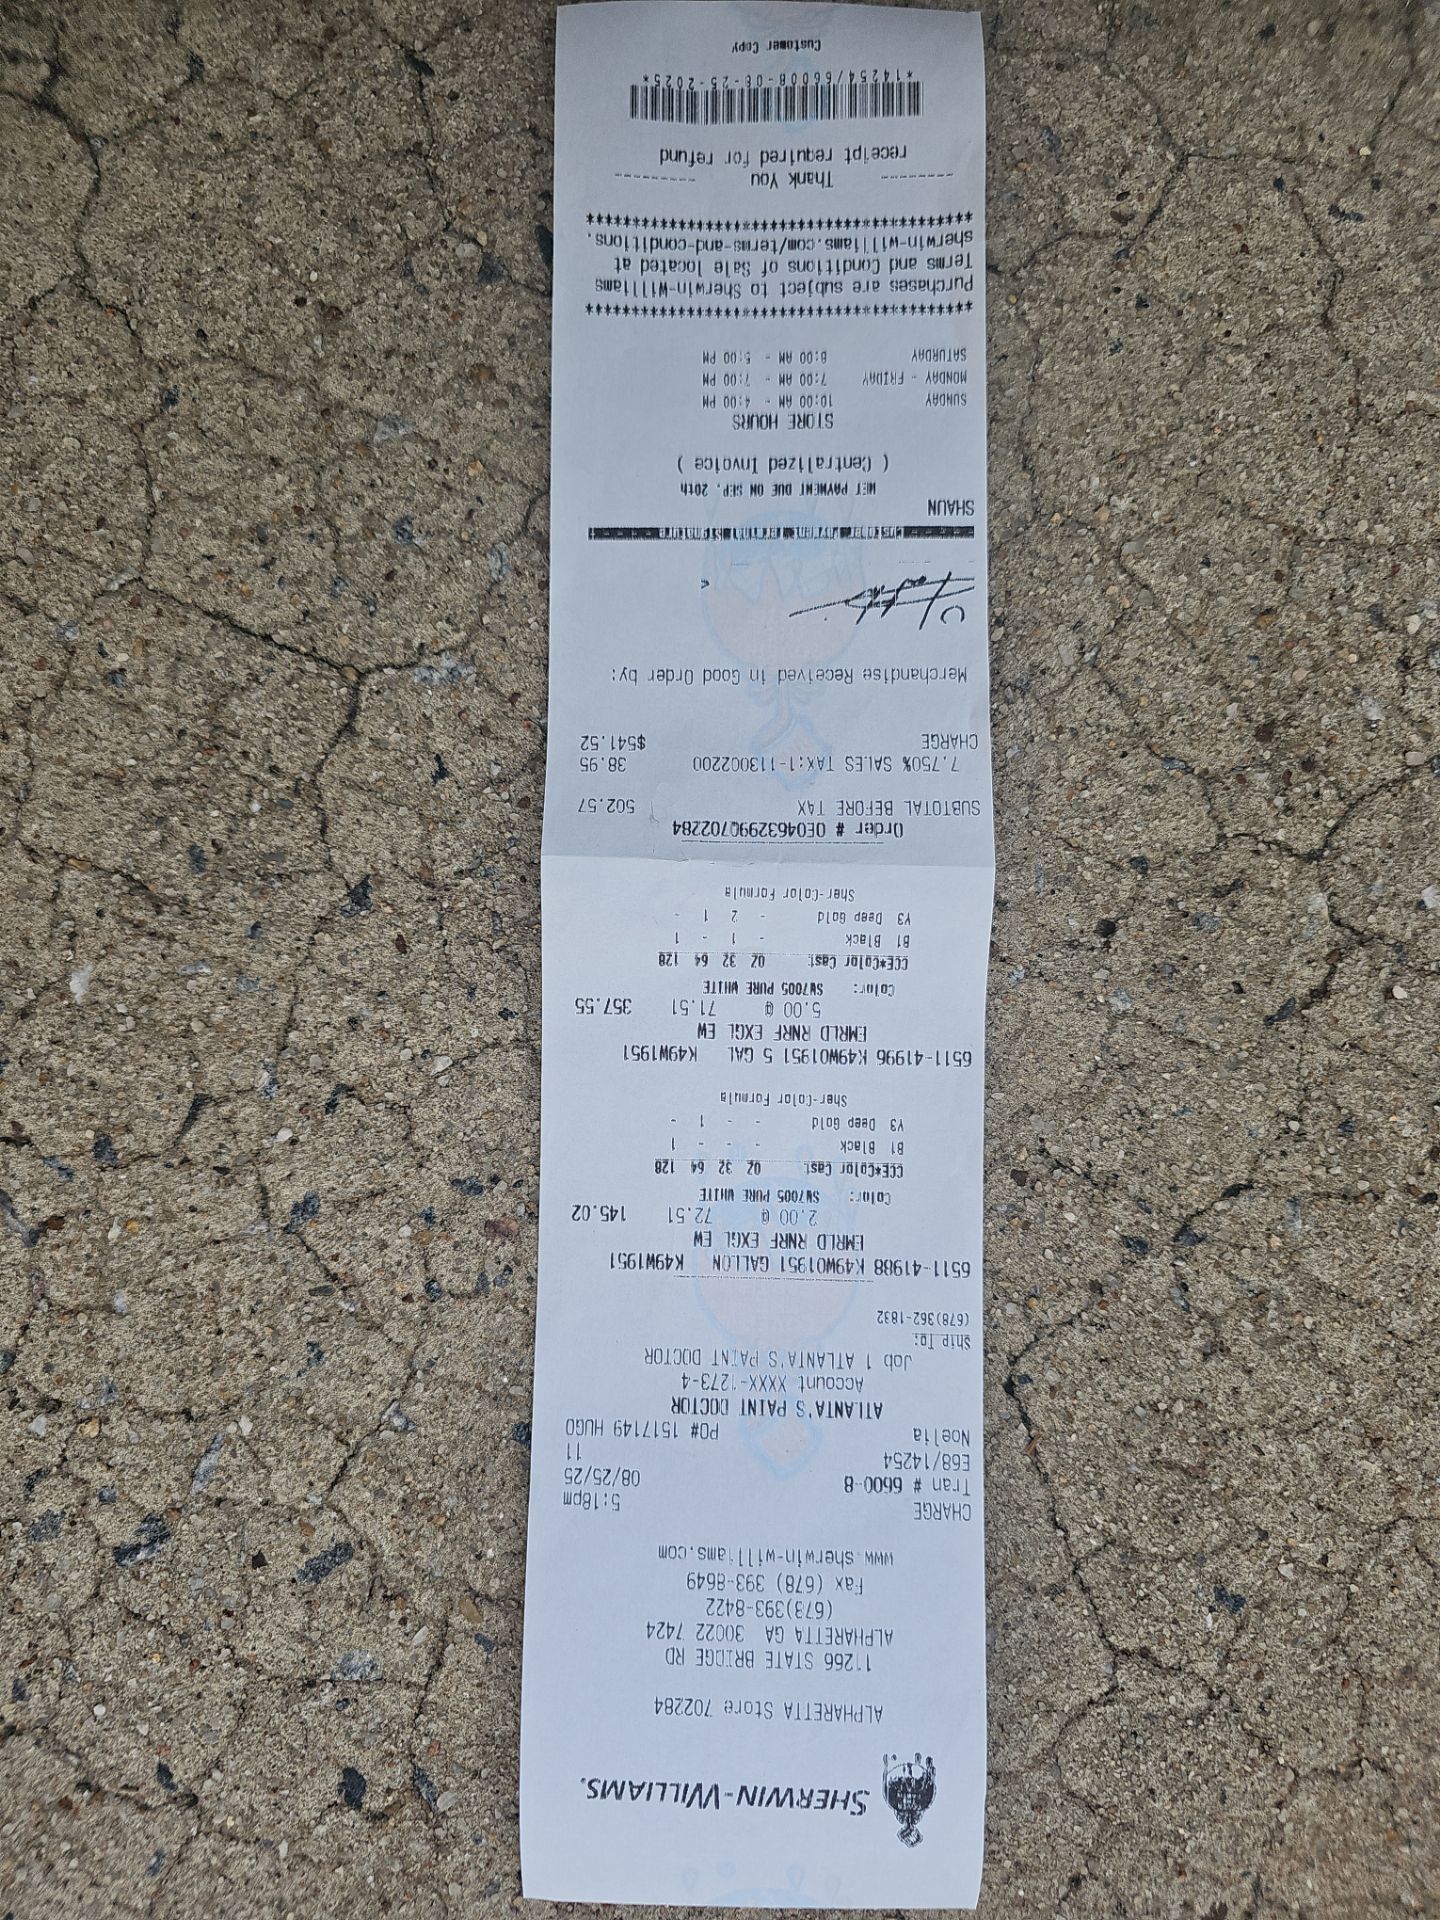 SHERWIN-WILLIAMS.
ALPHARETTA Store 702284
11266 STATE BRIDGE RD
ALPHARETTA GA 30022 7424
(678)393-8422
Fax (678) 393-8649
www.sherwin-williams.com
CHARGE 5:18pm
Tran # 6600-8 08/25/25
E68/14254 11
Noelia PO# 1517149 HUGO
ATLANTA'S PAINT DOCTOR
Account XXXX-1273-4
Job 1 ATLANTA'S PAINT DOCTOR
Ship To:
(678)362-1832
6511-41988 K49W01951 GALLON K49W1951
EMRLD RNRF EXGL EW
2.00 @ 72.51 145.02
Color: SW7005 PURE WHITE
CCE*Color Cast OZ 32 64 128
B1 Black - - - 1
Y3 Deep Gold - - 1 -
Sher-Color Formula
6511-41996 K49W01951 5 GAL K49W1951
EMRLD RNRF EXGL EW
5.00 @ 71.51 357.55
Color: SW7005 PURE WHITE
CCE*Color Cast OZ 32 64 128
B1 Black - 1 - 1
Y3 Deep Gold - 2 1 -
Sher-Color Formula
Order # OE0463299Q702284
SUBTOTAL BEFORE TAX 502.57
7.750% SALES TAX:1-113002200 38.95
CHARGE $541.52
Merchandise Received in Good Order by:
Customer Payment Terminal Signature
SHAUN
NET PAYMENT DUE ON SEP. 20th
( Centralized Invoice )
STORE HOURS
SUNDAY 10:00 AM - 4:00 PM
MONDAY - FRIDAY 7:00 AM - 7:00 PM
SATURDAY 8:00 AM - 5:00 PM
****************************************
Purchases are subject to Sherwin-Williams
Terms and Conditions of Sale located at
sherwin-williams.com/terms-and-conditions.
****************************************
------- Thank You -------
receipt required for refund
*14254/66008-08-25-2025*
Customer Copy